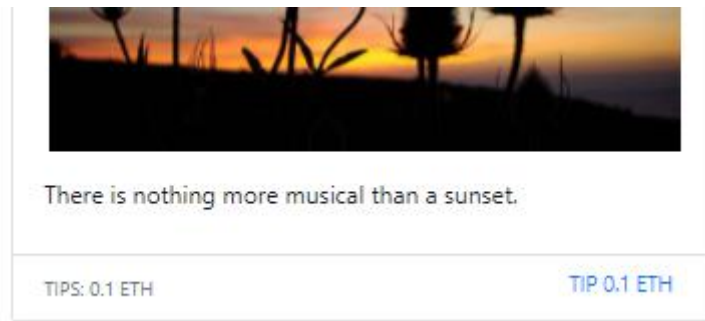 There is nothing more musical than a sunset.
TIPS: 0.1 ETH TIP 0.1 ETH